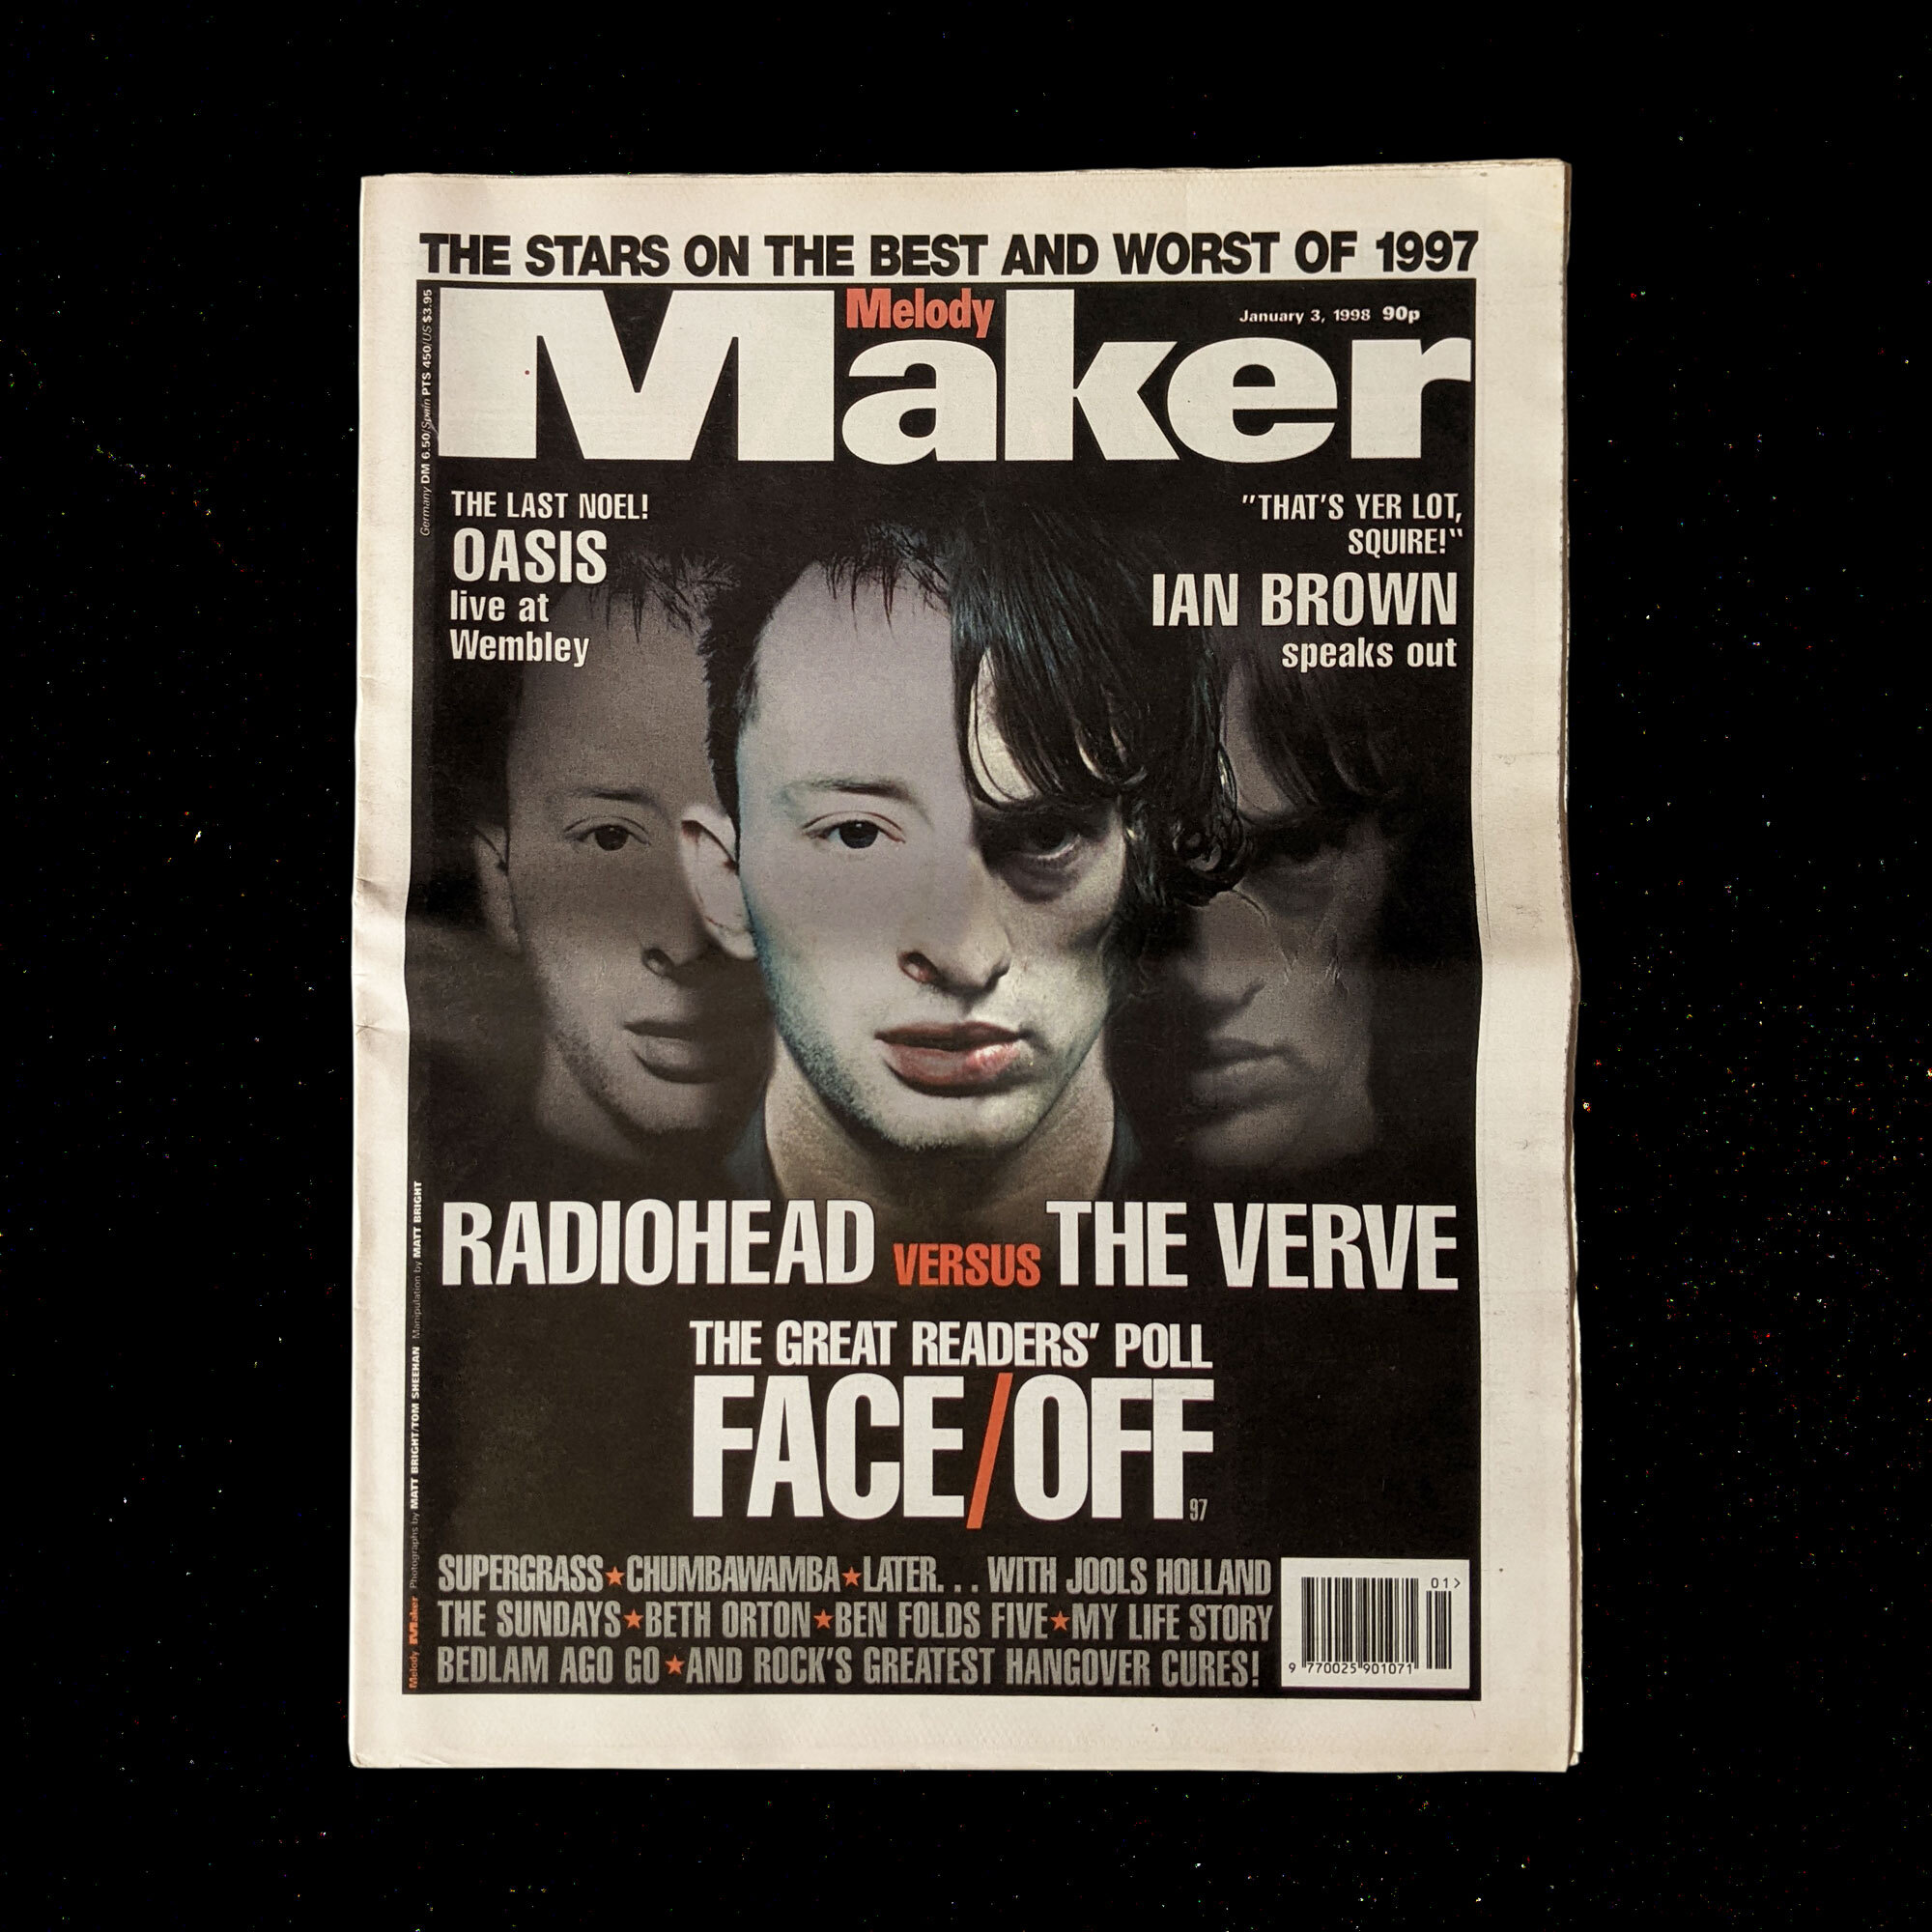 THE STARS ON THE BEST AND WORST OF 1997
Melody
Maker
January 3, 1998 90p
Germany DM 6.50/Spain PTS 450/US $3.95
THE LAST NOEL!
OASIS
live at
Wembley
"THAT'S YER LOT,
SQUIRE!"
IAN BROWN
speaks out
RADIOHEAD VERSUS THE VERVE
THE GREAT READERS' POLL
FACE/OFF
97
SUPERGRASS★CHUMBAWAMBA★LATER... WITH JOOLS HOLLAND
THE SUNDAYS★BETH ORTON★BEN FOLDS FIVE★MY LIFE STORY
BEDLAM AGO GO★AND ROCK'S GREATEST HANGOVER CURES!
Melody Maker Photographs by MATT BRIGHT/TOM SHEEHAN Manipulation by MATT BRIGHT
01>
9 770025 901071